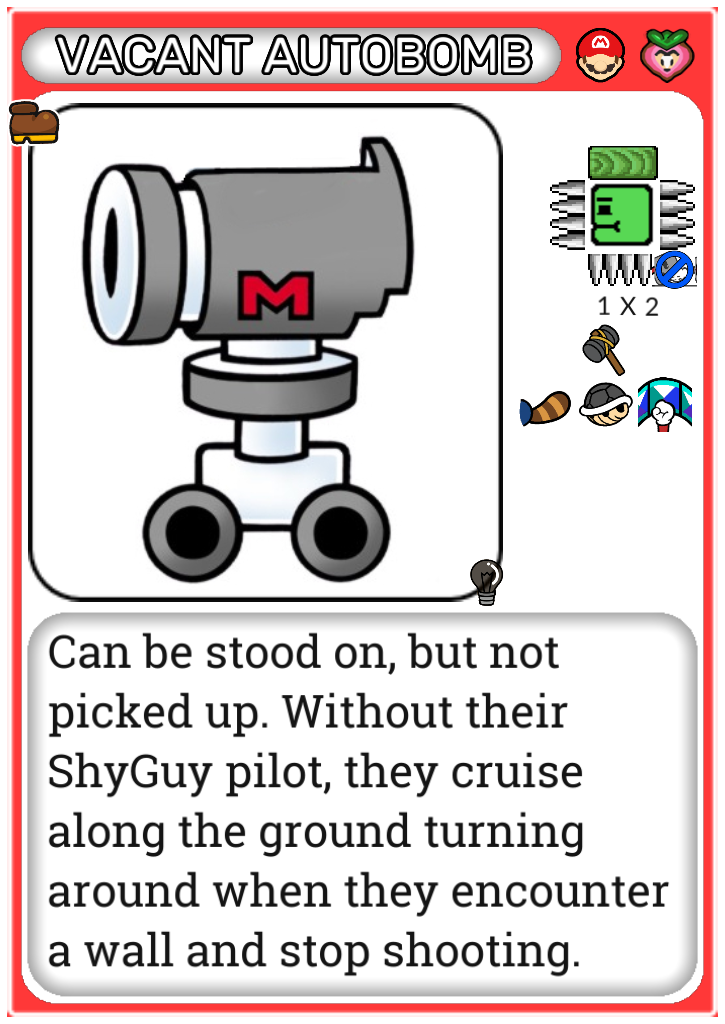 VACANT AUTOBOMB
M
M
1 X 2
Can be stood on, but not
picked up. Without their
ShyGuy pilot, they cruise
along the ground turning
around when they encounter
a wall and stop shooting.